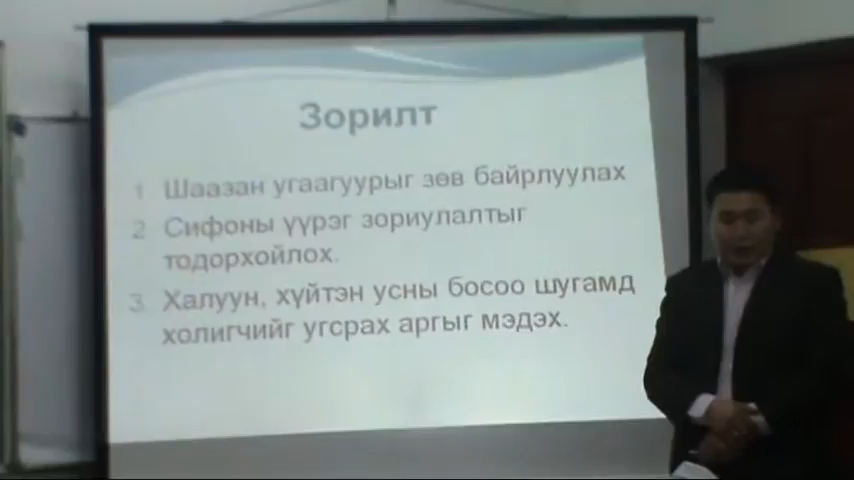 Зорилт
1 Шаазан угаагуурыг зөв байрлуулах
2 Сифоны үүрэг зориулалтыг
тодорхойлох.
3 Халуун, хүйтэн усны босоо шугамд
холигчийг угсрах аргыг мэдэх.